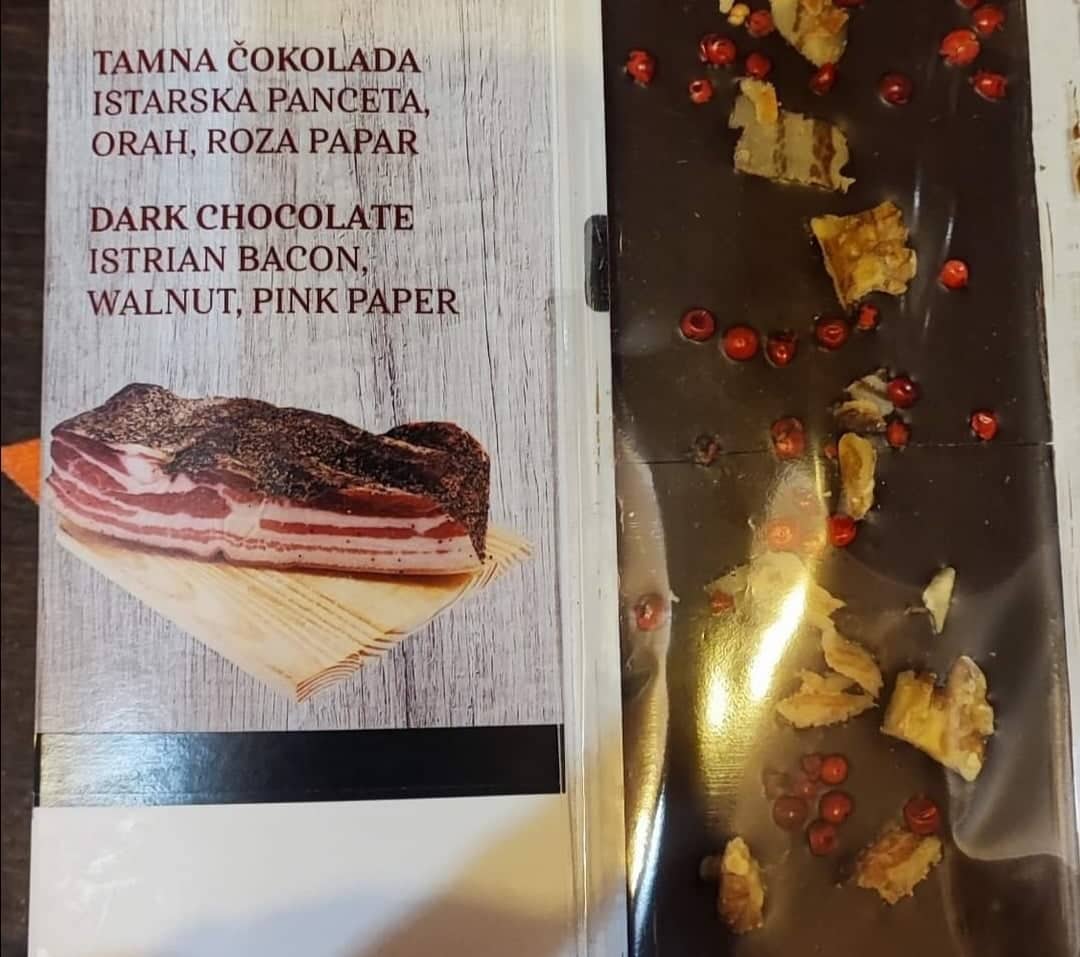 TAMNA ČOKOLADA
ISTARSKA PANCETA,
ORAH, ROZA PAPAR
DARK CHOCOLATE
ISTRIAN BACON,
WALNUT, PINK PAPER